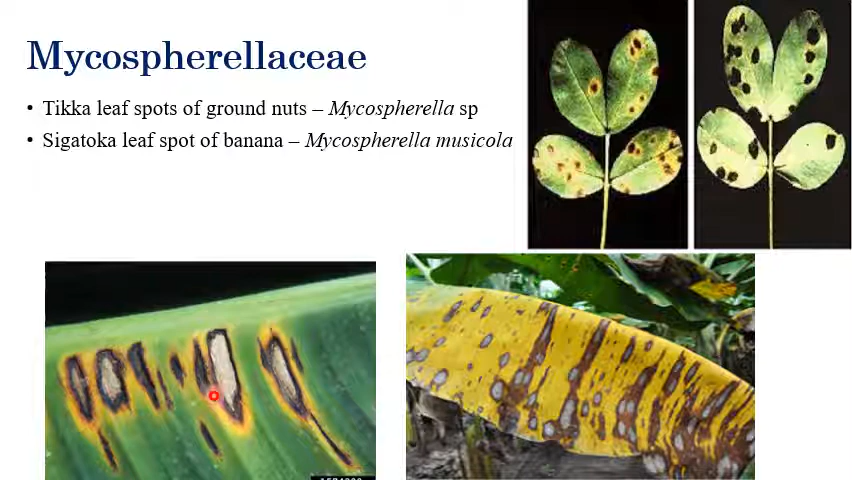 Mycospherellaceae
• Tikka leaf spots of ground nuts – Mycospherella sp
• Sigatoka leaf spot of banana – Mycospherella musicola